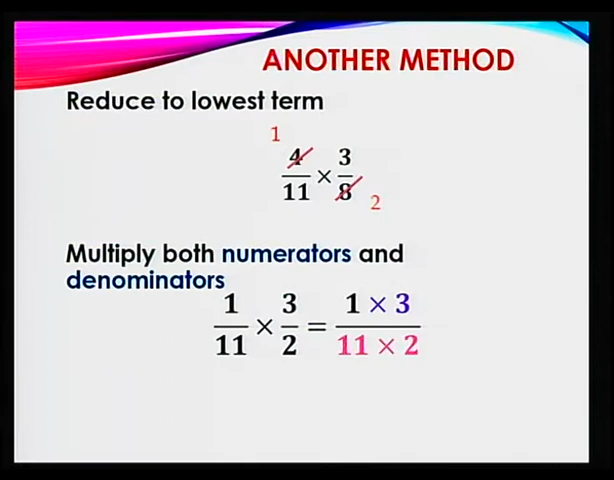 ANOTHER METHOD
Reduce to lowest term
1
4/11 × 3/8
2
Multiply both numerators and
denominators
1/11 × 3/2 = 1 × 3/11 × 2